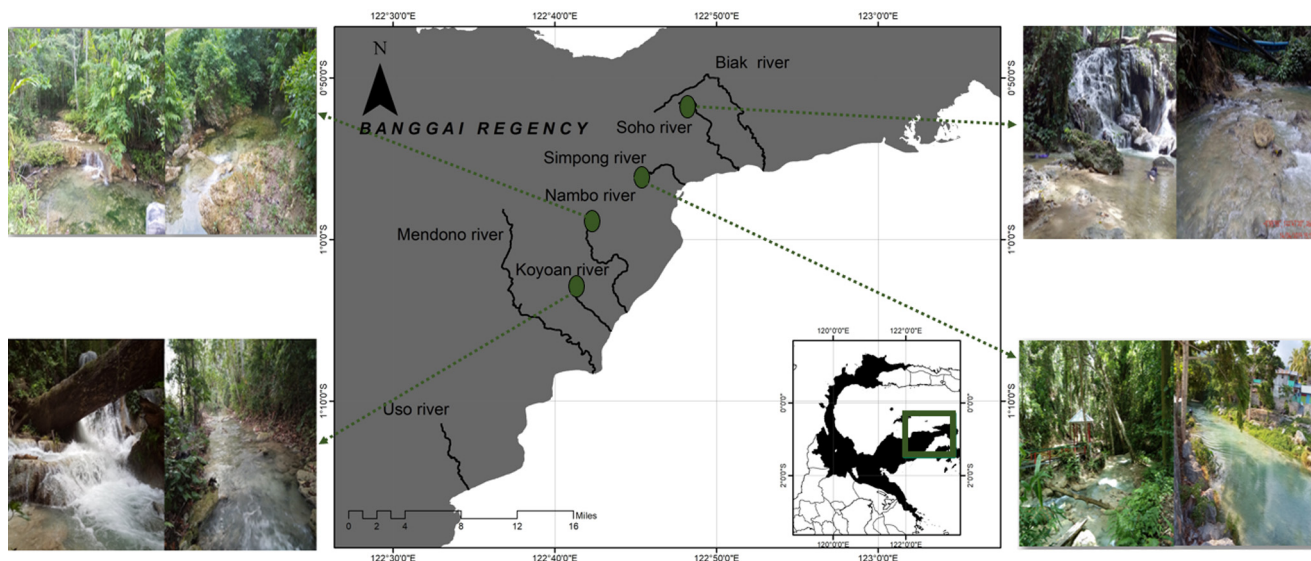 122°30'0"E 122°40'0"E 122°50'0"E 123°0'0"E
N
BANGGAI REGENCY
Biak river
Soho river
Simpong river
Nambo river
Mendono river
Koyoan river
Uso river
0°50'0"S
1°0'0"S
1°10'0"S
0°50'0"S
1°0'0"S
1°10'0"S
120°0'0"E 122°0'0"E
0°0'0"
2°0'0"S
0°0'0"
2°0'0"S
120°0'0"E 122°0'0"E
0 2 4 8 12 16 Miles
122°30'0"E 122°40'0"E 122°50'0"E 123°0'0"E